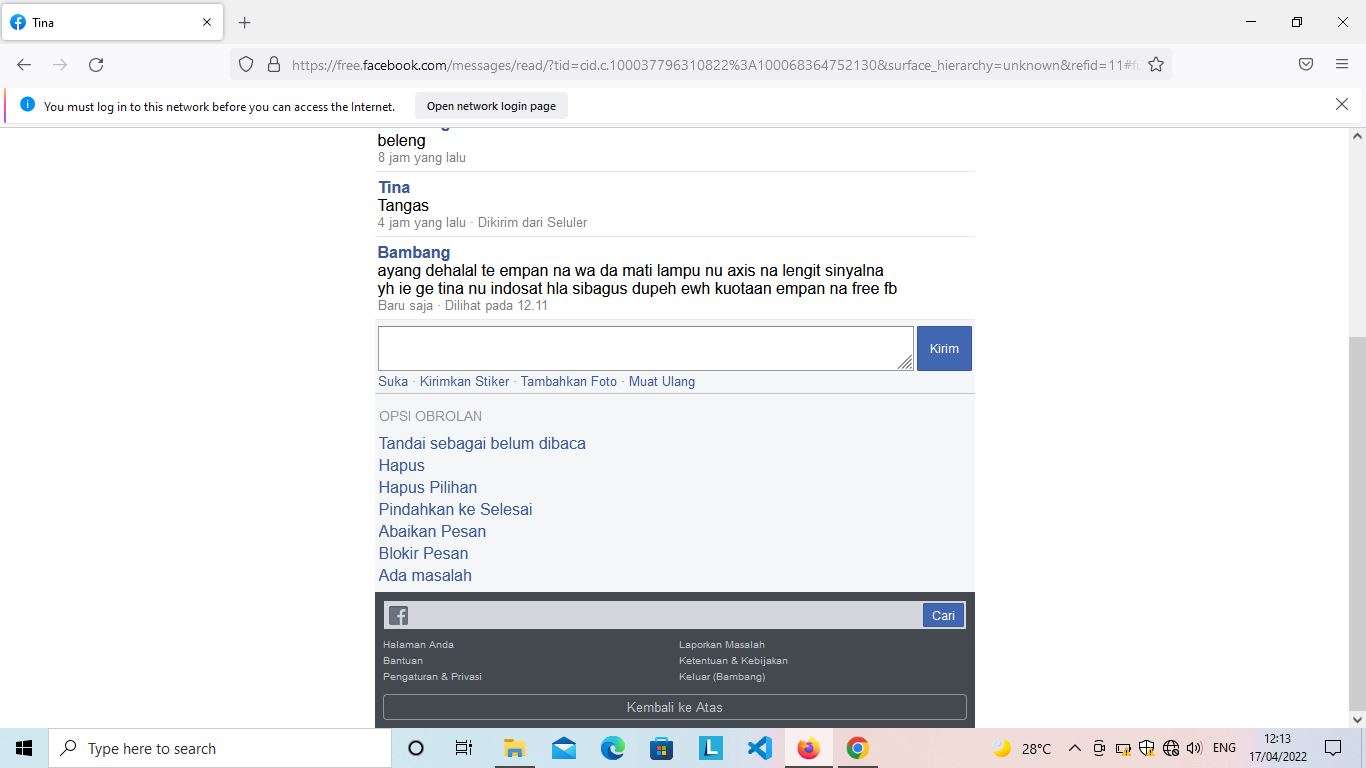 Tina
https://free.facebook.com/messages/read/?tid=cid.c.100037796310822%3A100068364752130&surface_hierarchy=unknown&refid=11#
You must log in to this network before you can access the Internet.
Open network login page
beleng
8 jam yang lalu
Tina
Tangas
4 jam yang lalu · Dikirim dari Seluler
Bambang
ayang dehalal te empan na wa da mati lampu nu axis na lengit sinyalna
yh ie ge tina nu indosat hla sibagus dupeh ewh kuotaan empan na free fb
Baru saja · Dilihat pada 12.11
Kirim
Suka · Kirimkan Stiker · Tambahkan Foto · Muat Ulang
OPSI OBROLAN
Tandai sebagai belum dibaca
Hapus
Hapus Pilihan
Pindahkan ke Selesai
Abaikan Pesan
Blokir Pesan
Ada masalah
Cari
Halaman Anda
Laporkan Masalah
Bantuan
Ketentuan & Kebijakan
Pengaturan & Privasi
Keluar (Bambang)
Kembali ke Atas
Type here to search
28°C
ENG
12:13
17/04/2022